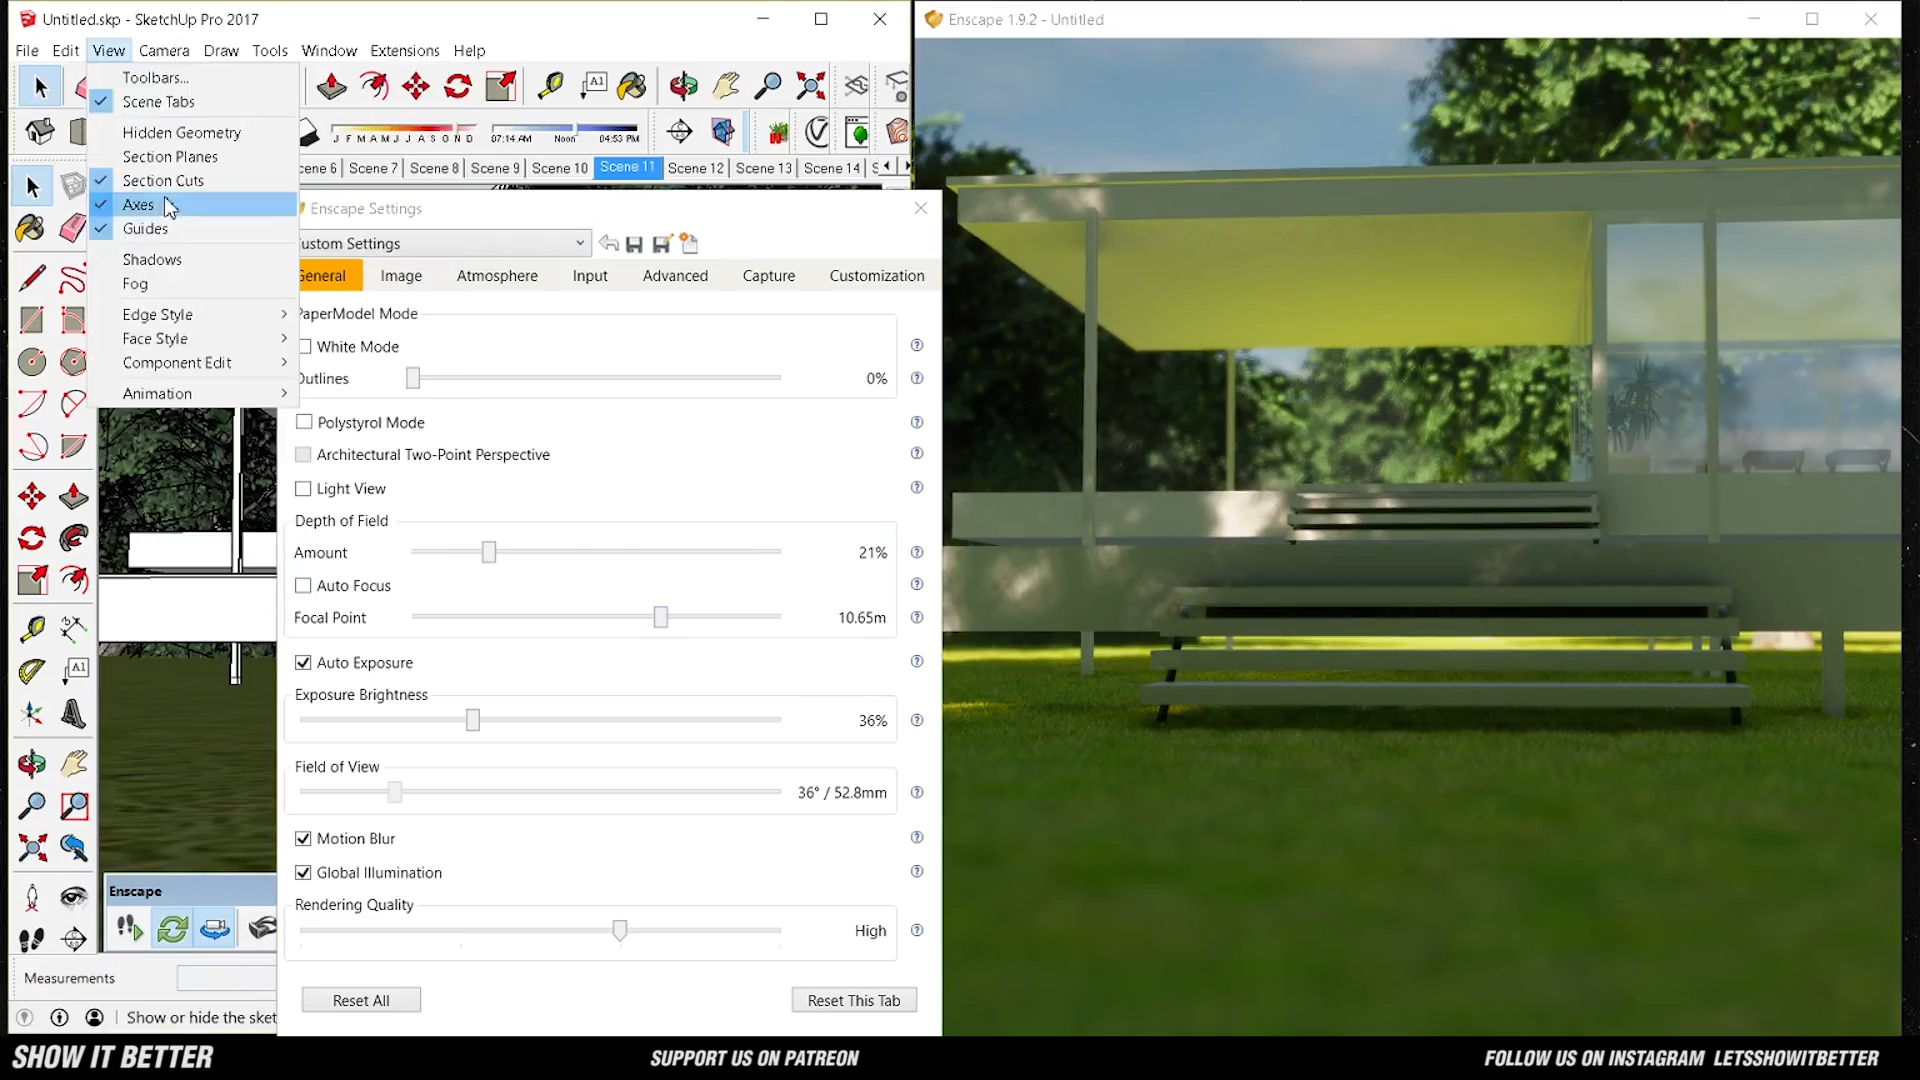 Untitled.skp - SketchUp Pro 2017
Enscape 1.9.2 - Untitled
File Edit View Camera Draw Tools Window Extensions Help
Toolbars...
Scene Tabs
Hidden Geometry
Section Planes
Section Cuts
Axes
Guides
Shadows
Fog
Edge Style
Face Style
Component Edit
Animation
A1
J F M A M J J A S O N D
07:14 AM Noon 04:53 PM
cene 6 Scene 7 Scene 8 Scene 9 Scene 10 Scene 11 Scene 12 Scene 13 Scene 14 S
Enscape Settings
ustom Settings
General Image Atmosphere Input Advanced Capture Customization
PaperModel Mode
White Mode
Outlines 0%
Polystyrol Mode
Architectural Two-Point Perspective
Light View
Depth of Field
Amount 21%
Auto Focus
Focal Point 10.65m
Auto Exposure
Exposure Brightness
36%
Field of View
36° / 52.8mm
Motion Blur
Global Illumination
Rendering Quality
High
Reset All Reset This Tab
A1
Enscape
Measurements
Show or hide the sket
SHOW IT BETTER
SUPPORT US ON PATREON
FOLLOW US ON INSTAGRAM LETSSHOWITBETTER